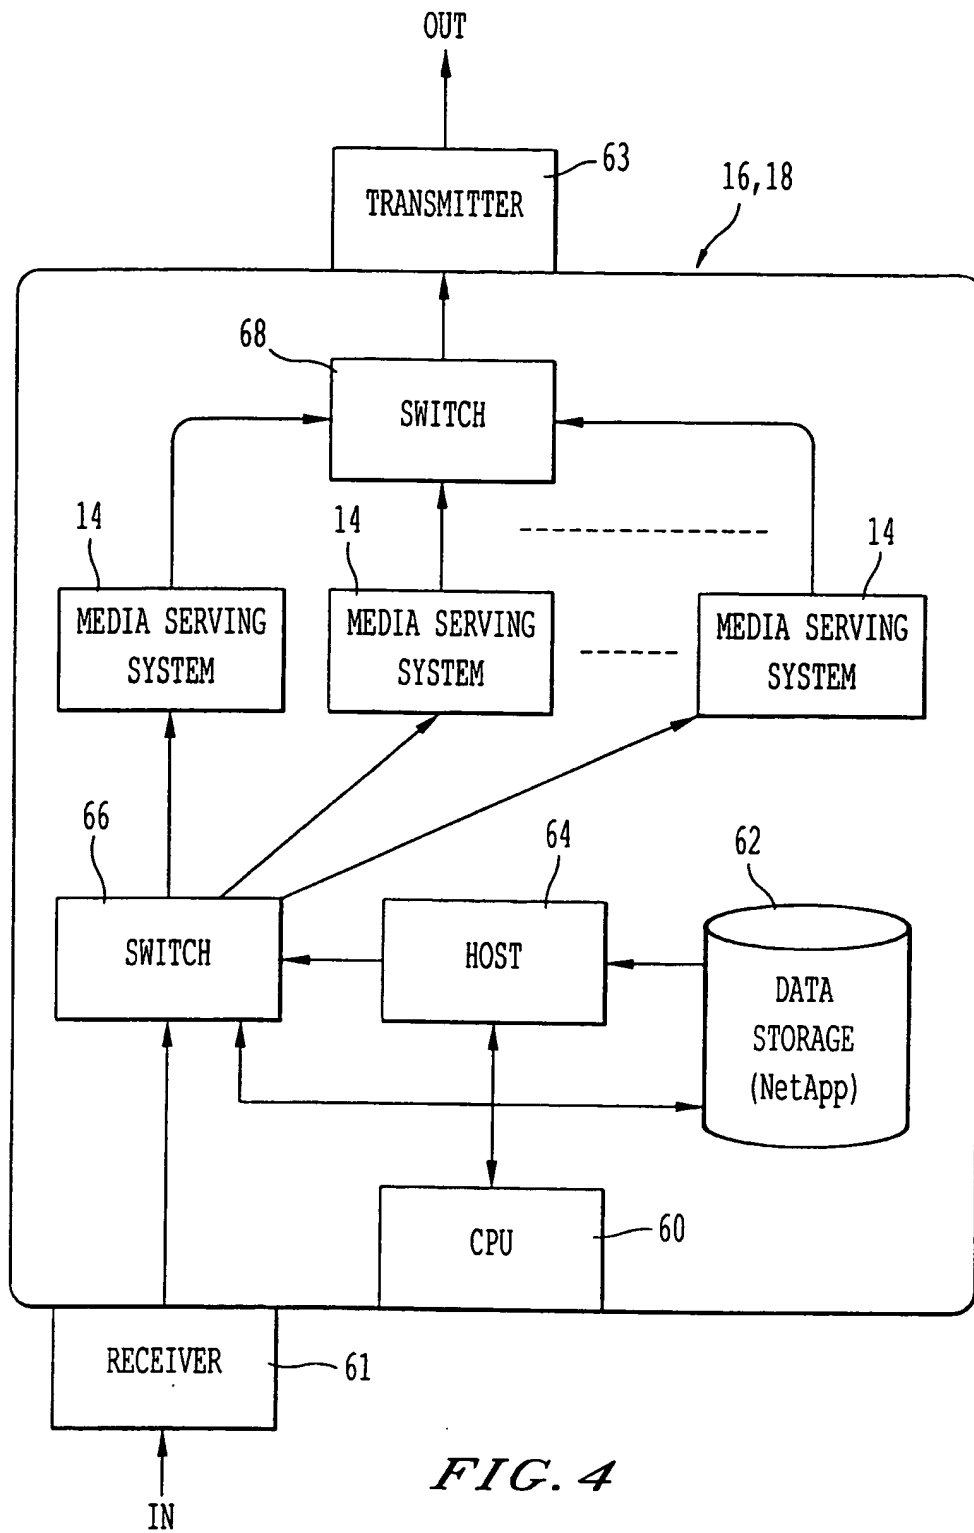 OUT
63
TRANSMITTER
16,18
68
SWITCH
14
14
14
MEDIA SERVING
SYSTEM
MEDIA SERVING
SYSTEM
MEDIA SERVING
SYSTEM
66
64
62
SWITCH
HOST
DATA
STORAGE
(NetApp)
CPU
60
RECEIVER
61
IN
FIG. 4